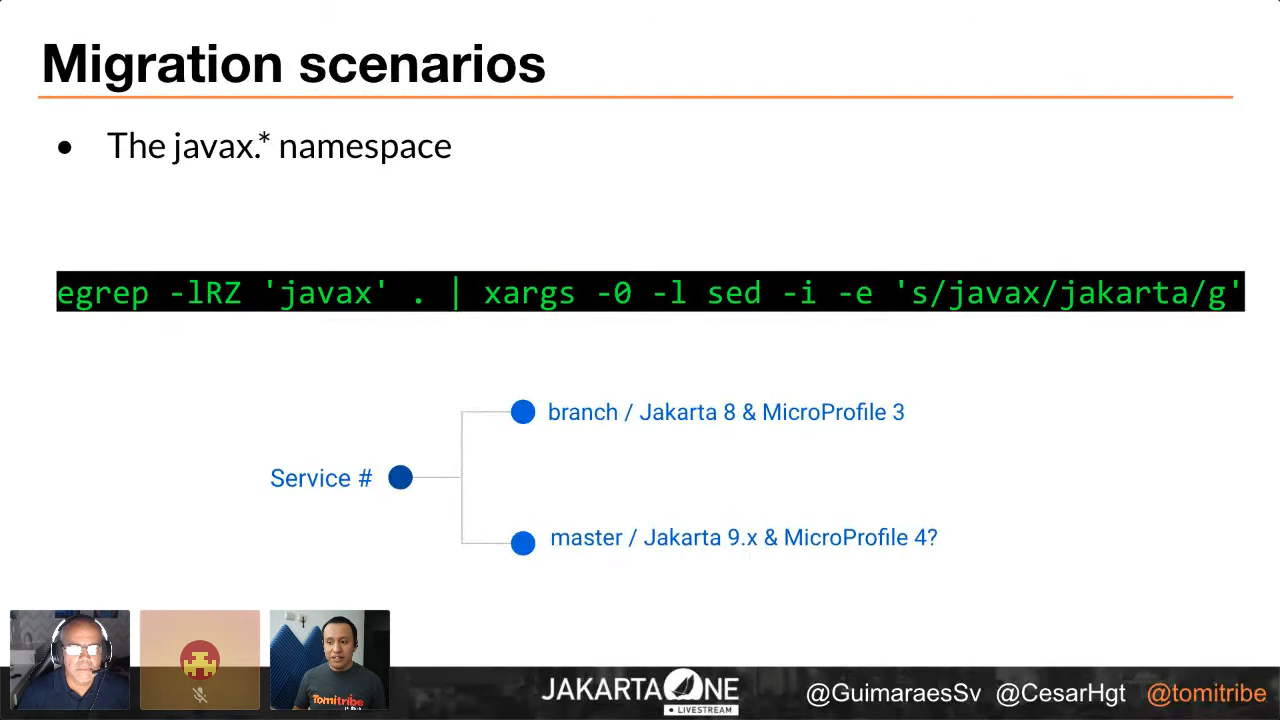 Migration scenarios
• The javax.* namespace
egrep -lRZ 'javax' . | xargs -0 -l sed -i -e 's/javax/jakarta/g'
branch / Jakarta 8 & MicroProfile 3
Service #
master / Jakarta 9.x & MicroProfile 4?
Tomitribe
JAKARTA ONE
• LIVESTREAM
@GuimaraesSv @CesarHgt @tomitribe